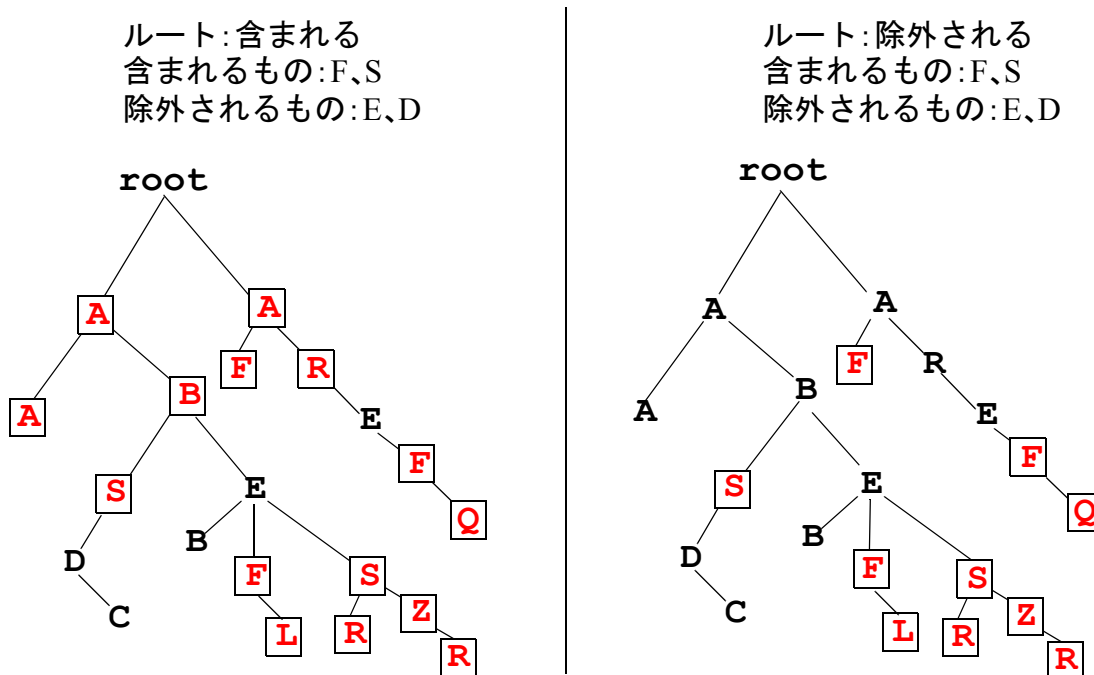 ルート:含まれる
含まれるもの:F、S
除外されるもの:E、D
root
A A
F R
A B E
F
S E Q
B
D F S
Z
C L R R
ルート:除外される
含まれるもの:F、S
除外されるもの:E、D
root
A A
F R
A B E
F
S E Q
B
D F S
Z
C L R R